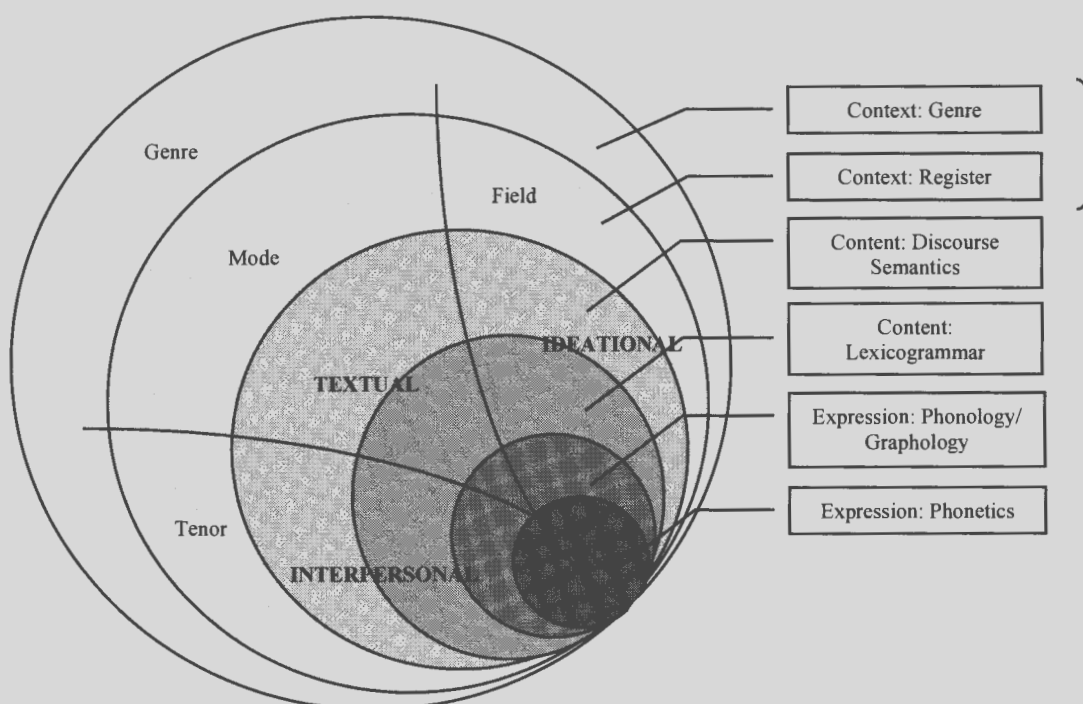 Genre
Field
Mode
IDEATIONAL
TEXTUAL
Tenor
INTERPERSONAL
Context: Genre
Context: Register
Content: Discourse
Semantics
Content:
Lexicogrammar
Expression: Phonology/
Graphology
Expression: Phonetics